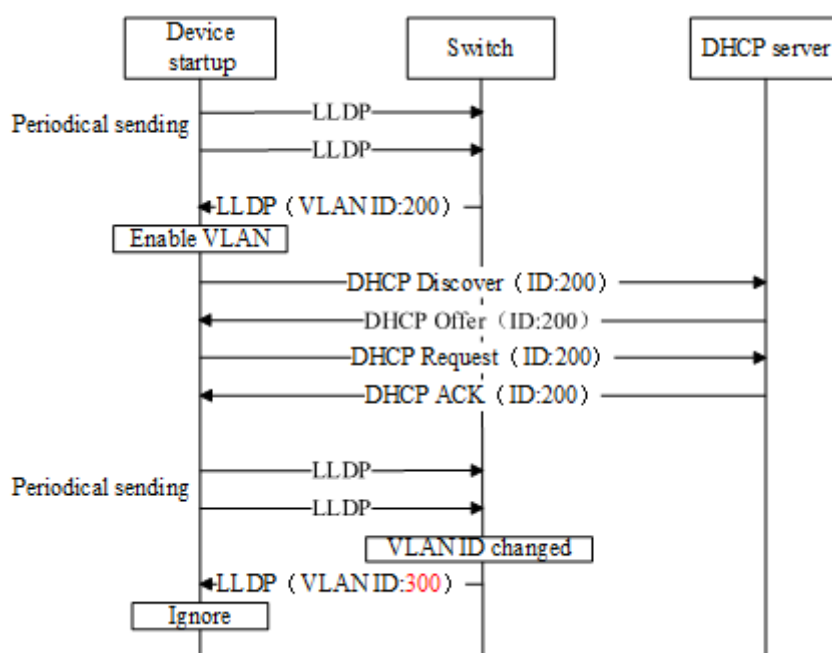 Device
startup
Switch
DHCP server
Periodical sending
LLDP
LLDP
LLDP（VLAN ID:200）
Enable VLAN
DHCP Discover（ID:200）
DHCP Offer（ID:200）
DHCP Request（ID:200）
DHCP ACK（ID:200）
Periodical sending
LLDP
LLDP
VLAN ID changed
LLDP（VLAN ID:300）
Ignore